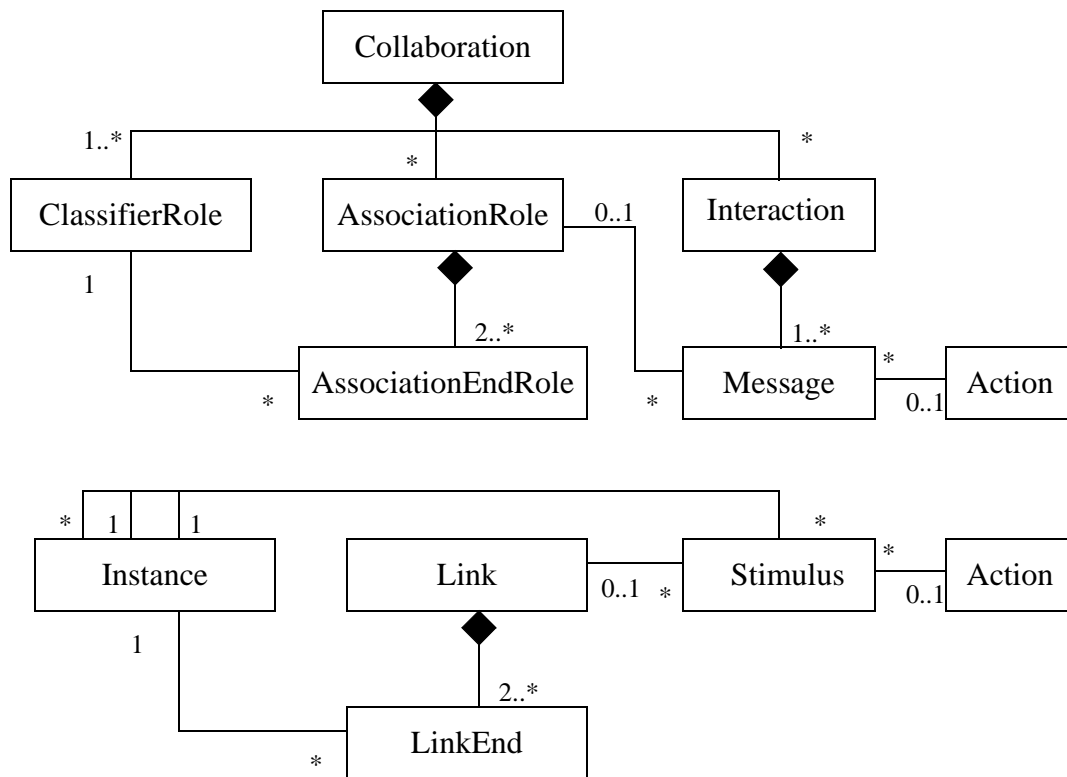 Collaboration
1..*
*
*
ClassifierRole
AssociationRole
0..1
Interaction
1
2..*
1..*
AssociationEndRole
Message
*
Action
*
*
0..1
*
1
1
*
Instance
Link
Stimulus
*
Action
0..1
*
0..1
1
2..*
LinkEnd
*